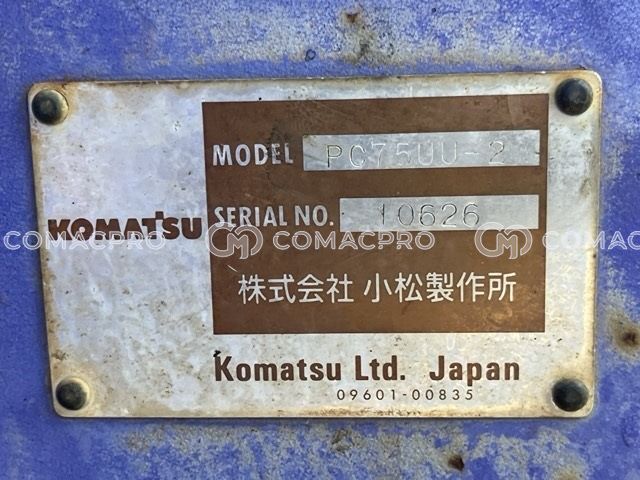 MODEL PC75UU-2
KOMATSU SERIAL NO. 10626
COMACPRO COMACPRO COMACPRO
株式会社 小松製作所
Komatsu Ltd. Japan
09601-00835